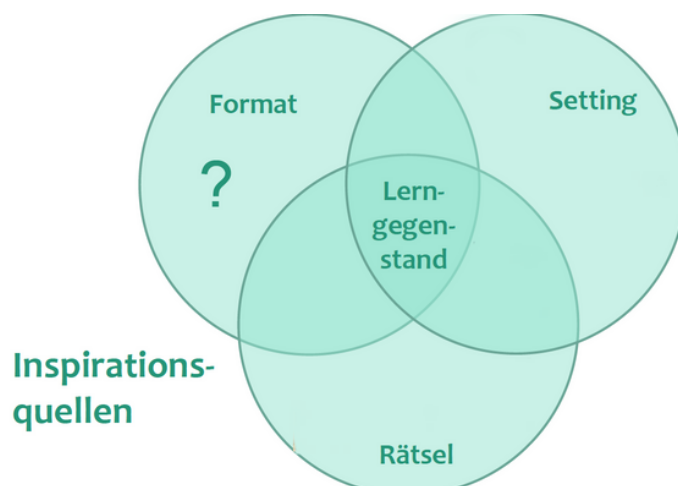 Format
Setting
?
Lern-
gegen-
stand
Inspirations-
quellen
Rätsel